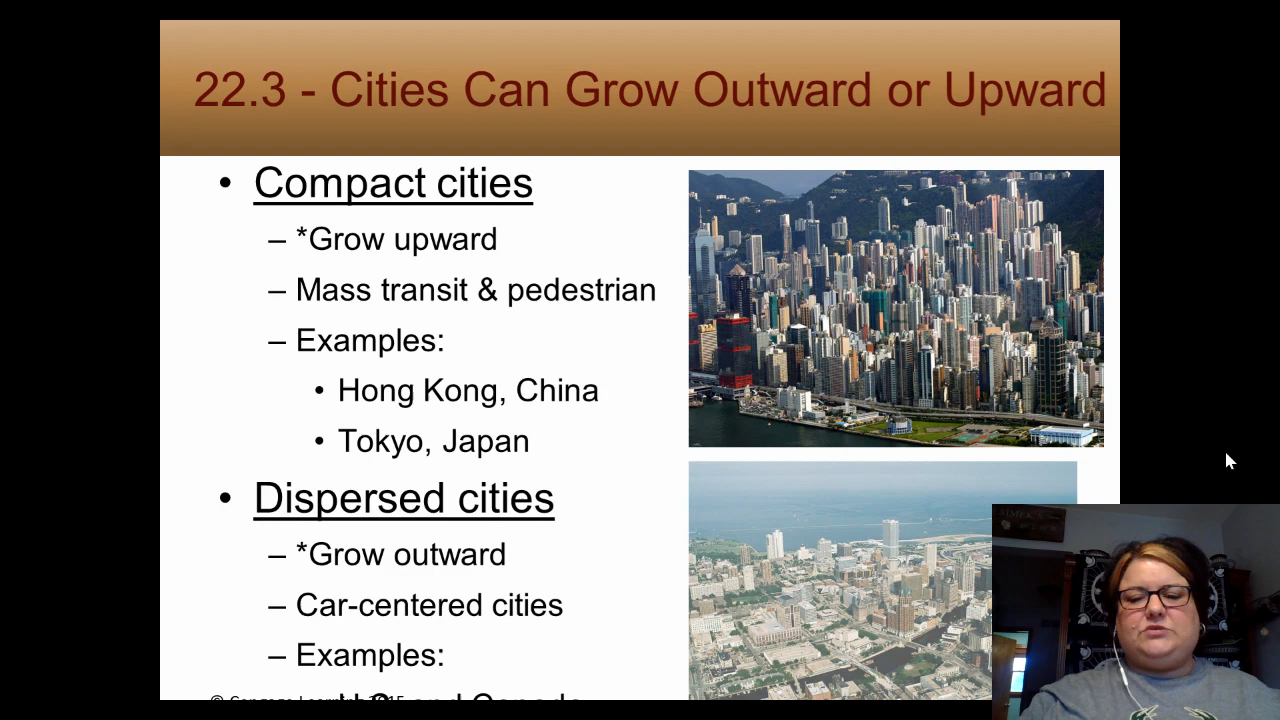 22.3 - Cities Can Grow Outward or Upward
• Compact cities
– *Grow upward
– Mass transit & pedestrian
– Examples:
• Hong Kong, China
• Tokyo, Japan
• Dispersed cities
– *Grow outward
– Car-centered cities
– Examples: